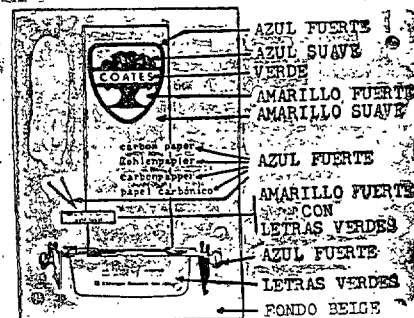 AZUL FUERTE
AZUL SUAVE
COATES
VERDE
AMARILLO FUERTE
AMARILLO SUAVE
carbon paper
Kohlenpapier
Carbonpapper
papel carbónico
AZUL FUERTE
AMARILLO FUERTE
CON
LETRAS VERDES
AZUL FUERTE
LETRAS VERDES
FONDO BEIGE